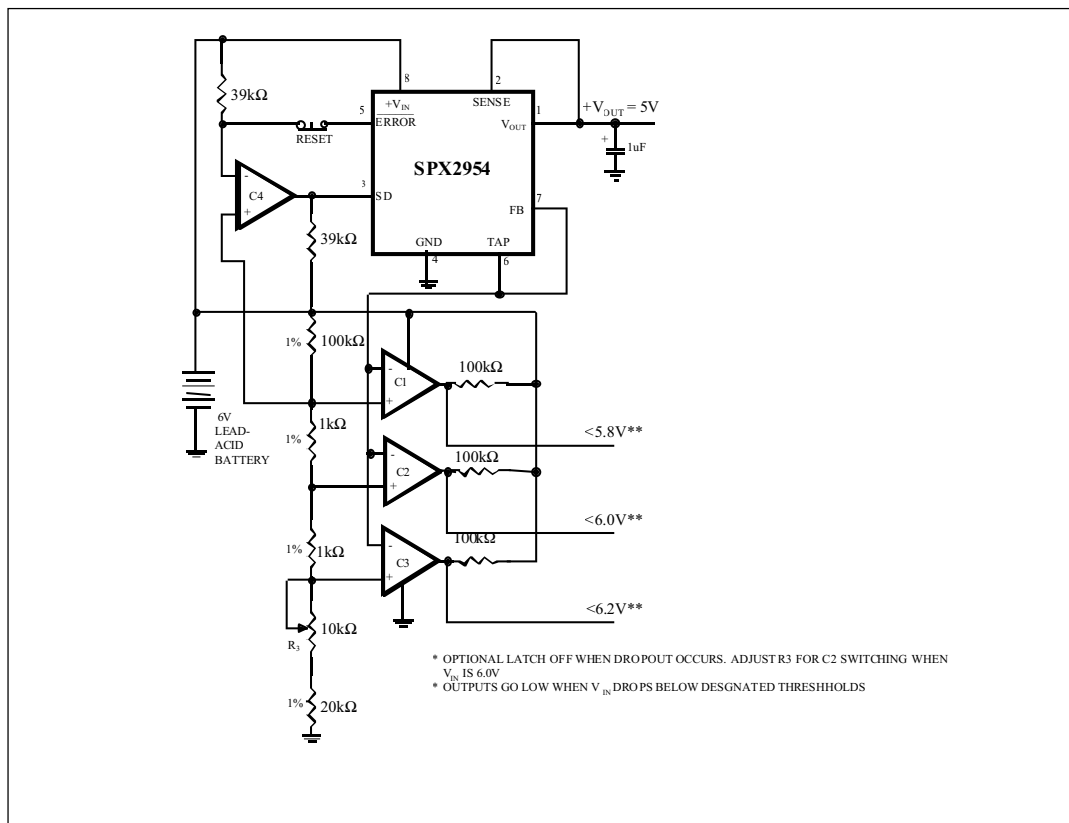 8
2
39kΩ
+VIN
SENSE
5
ERROR
1
VOUT
+VOUT = 5V
RESET
+
1uF
SPX2954
-
C4
+
3
SD
7
FB
39kΩ
GND
TAP
4
6
1%
100kΩ
-
C1
+
100kΩ
6V
LEAD-
ACID
BATTERY
1kΩ
1%
<5.8V**
100kΩ
-
C2
+
<6.0V**
100kΩ
1%
1kΩ
-
C3
+
<6.2V**
10kΩ
R3
1%
20kΩ
* OPTIONAL LATCH OFF WHEN DROPOUT OCCURS. ADJUST R3 FOR C2 SWITCHING WHEN
VIN IS 6.0V
* OUTPUTS GO LOW WHEN VIN DROPS BELOW DESGNATED THRESHHOLDS